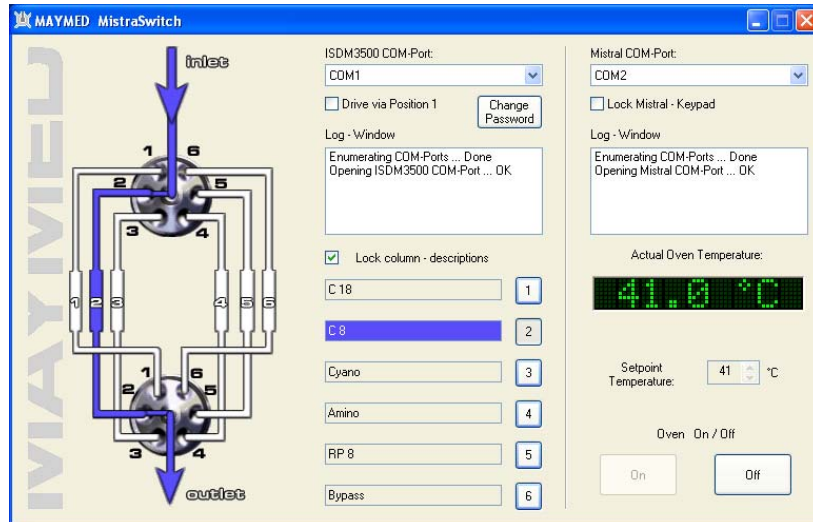 MAYMED MistraSwitch
MAY MED
inlet
1 6
2 5
3 4
1 2 3 4 5 6
1 6
2 5
3 4
outlet
ISDM3500 COM-Port:
COM1
Drive via Position 1
Change
Password
Log - Window
Enumerating COM-Ports ... Done
Opening ISDM3500 COM-Port ... OK
Lock column - descriptions
C 18 1
C 8 2
Cyano 3
Amino 4
RP 8 5
Bypass 6
Mistral COM-Port:
COM2
Lock Mistral - Keypad
Log - Window
Enumerating COM-Ports ... Done
Opening Mistral COM-Port ... OK
Actual Oven Temperature:
41.0 °C
Setpoint
Temperature:
41 °C
Oven On / Off
On Off